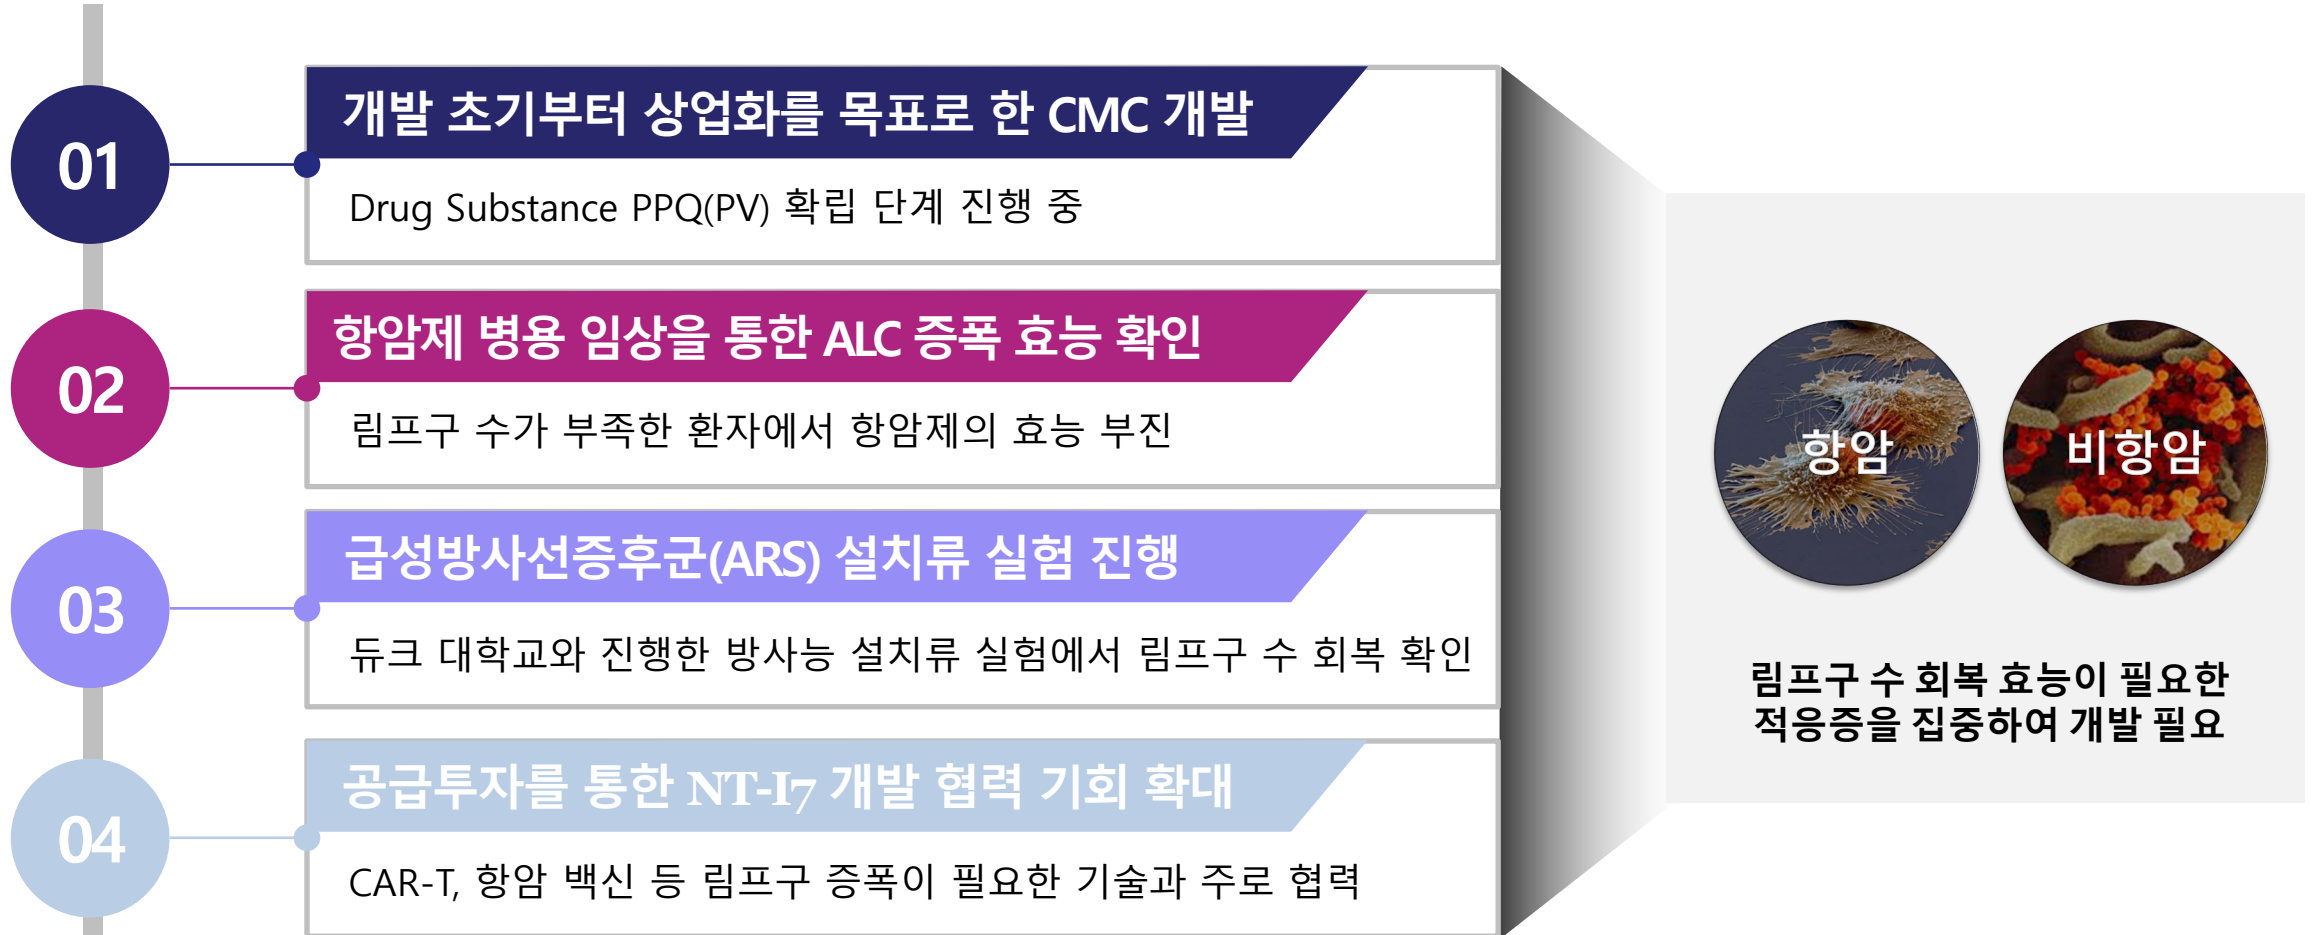 01
개발 초기부터 상업화를 목표로 한 CMC 개발
Drug Substance PPQ(PV) 확립 단계 진행 중
02
항암제 병용 임상을 통한 ALC 증폭 효능 확인
림프구 수가 부족한 환자에서 항암제의 효능 부진
03
급성방사선증후군(ARS) 설치류 실험 진행
듀크 대학교와 진행한 방사능 설치류 실험에서 림프구 수 회복 확인
04
공급투자를 통한 NT-I7 개발 협력 기회 확대
CAR-T, 항암 백신 등 림프구 증폭이 필요한 기술과 주로 협력
항암
비항암
림프구 수 회복 효능이 필요한
적응증을 집중하여 개발 필요